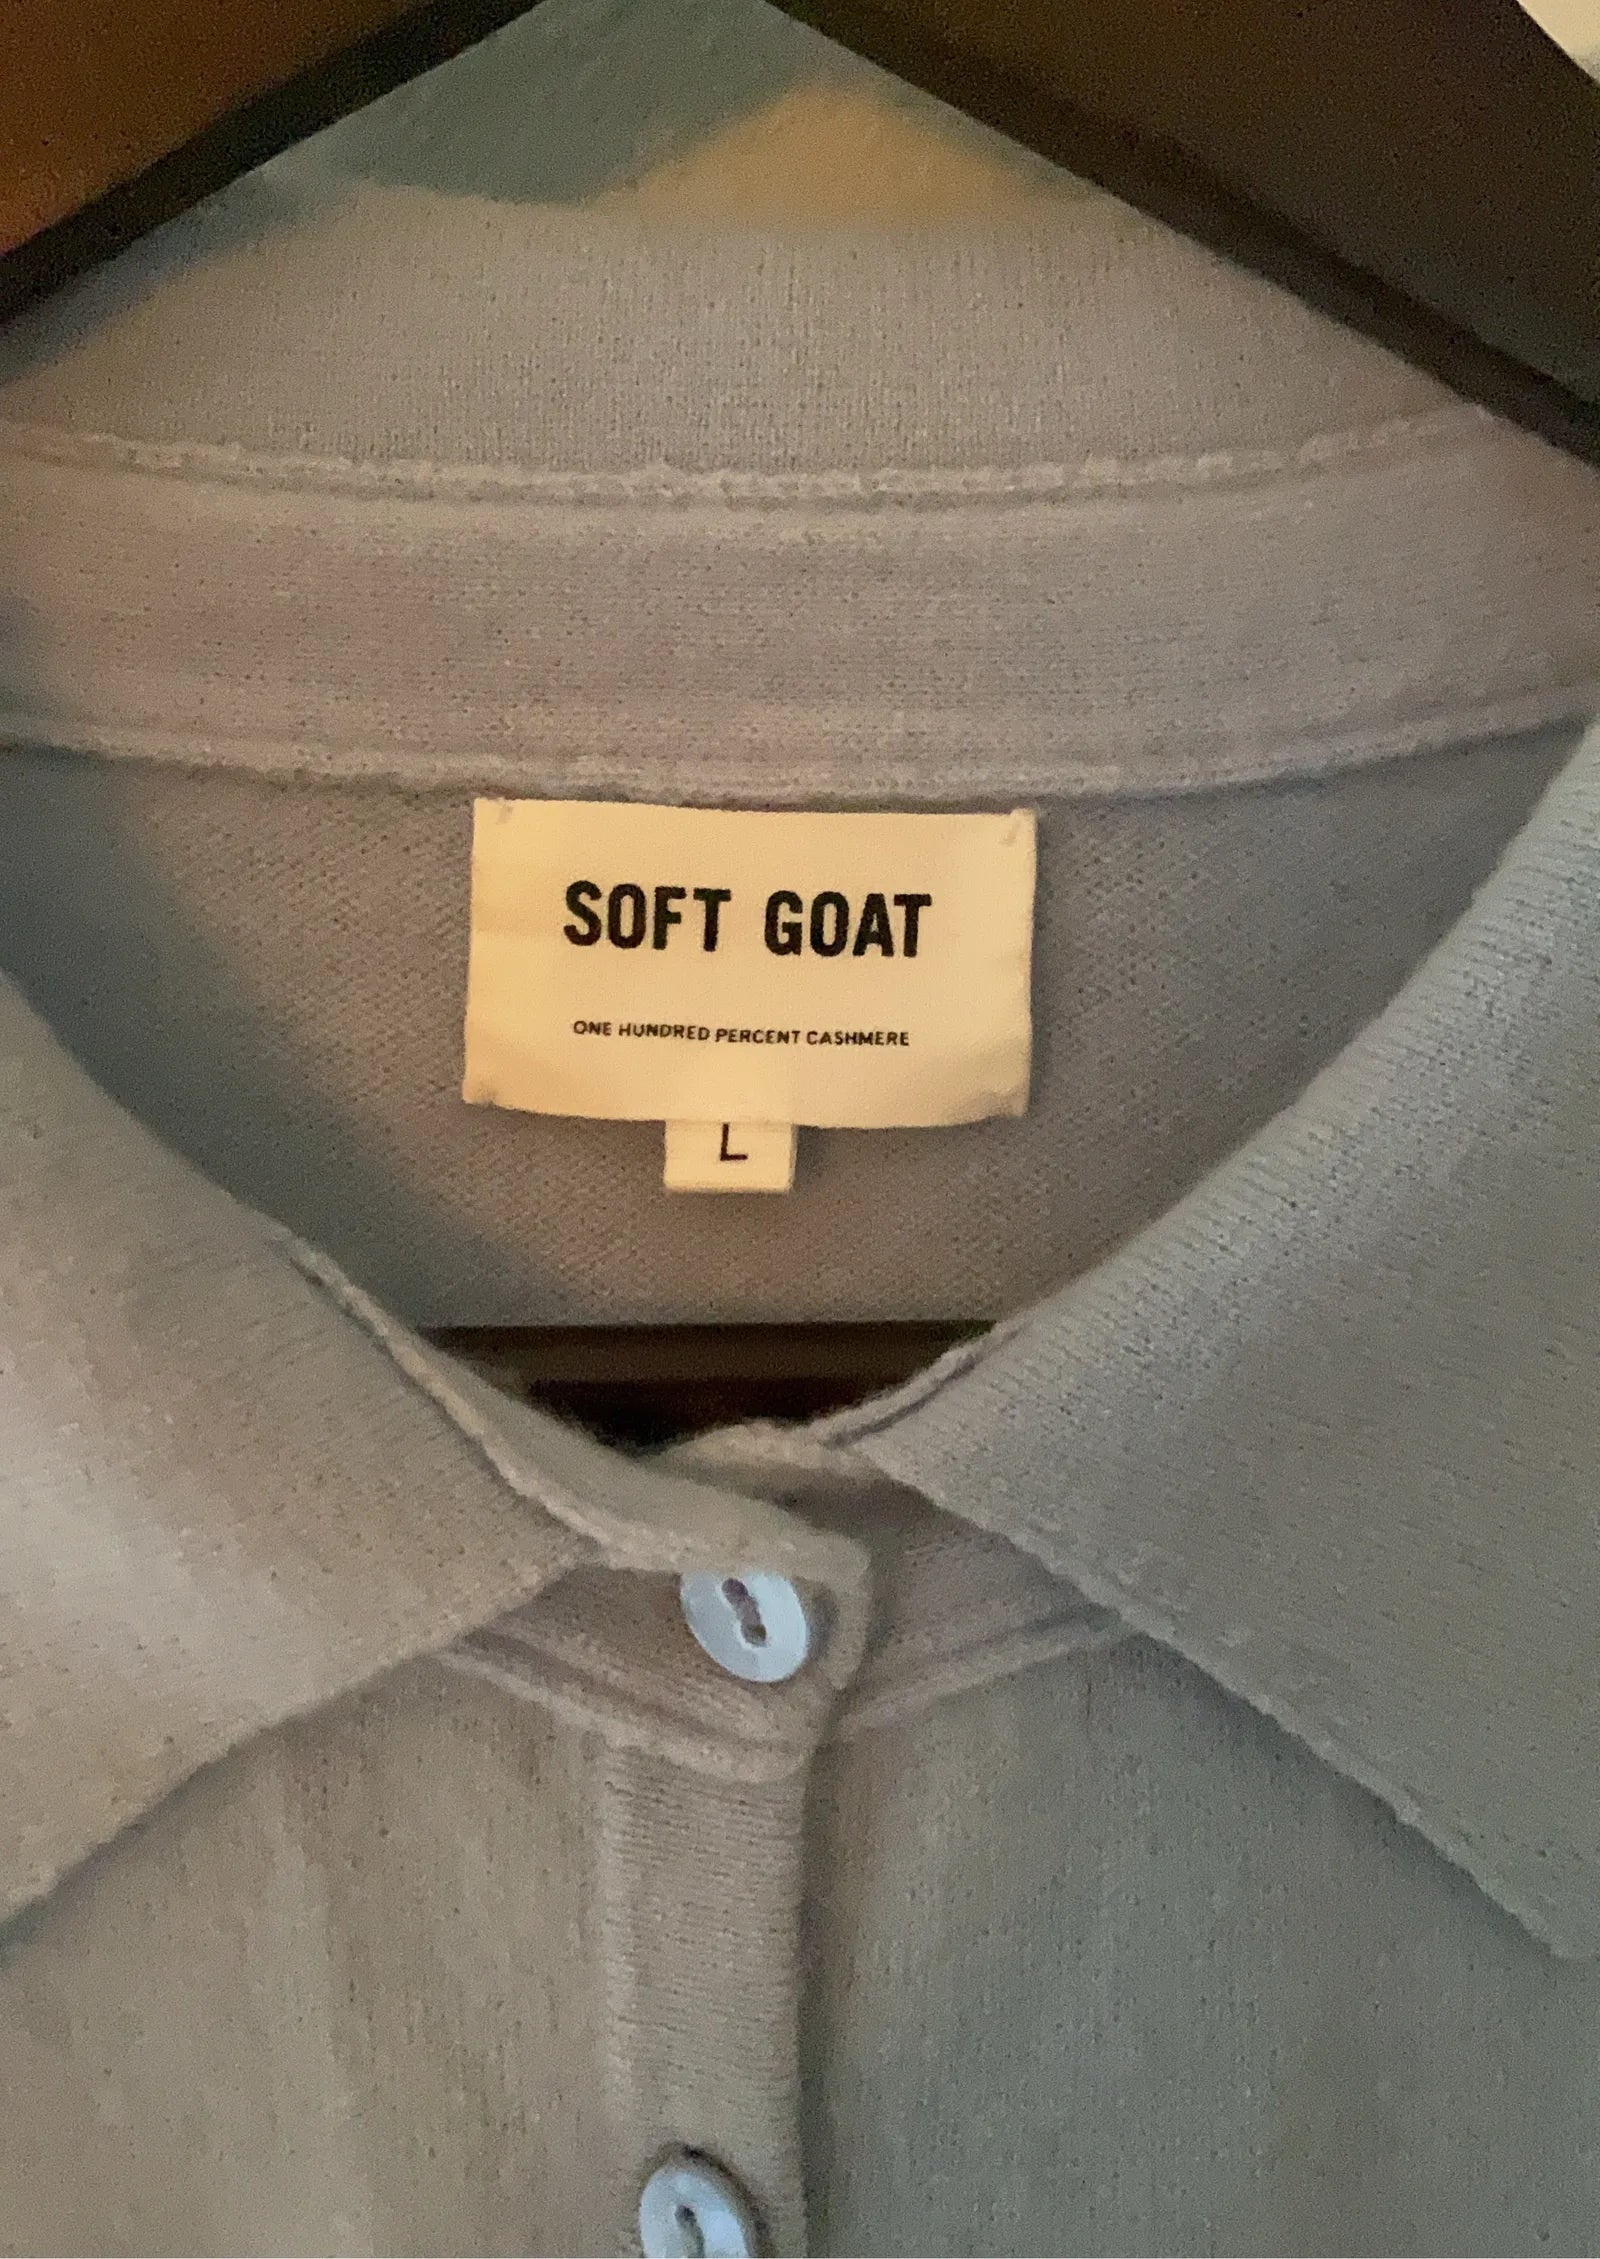 SOFT GOAT
ONE HUNDRED PERCENT CASHMERE
L